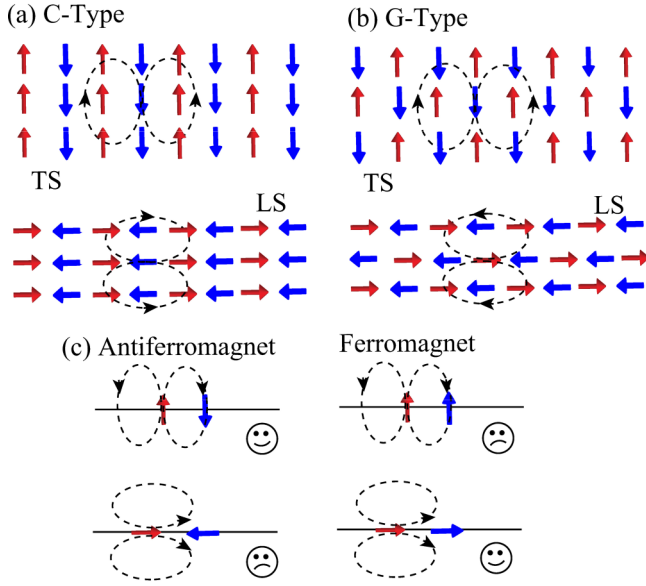 (a) C-Type
(b) G-Type
TS
TS
LS
LS
(c) Antiferromagnet
Ferromagnet